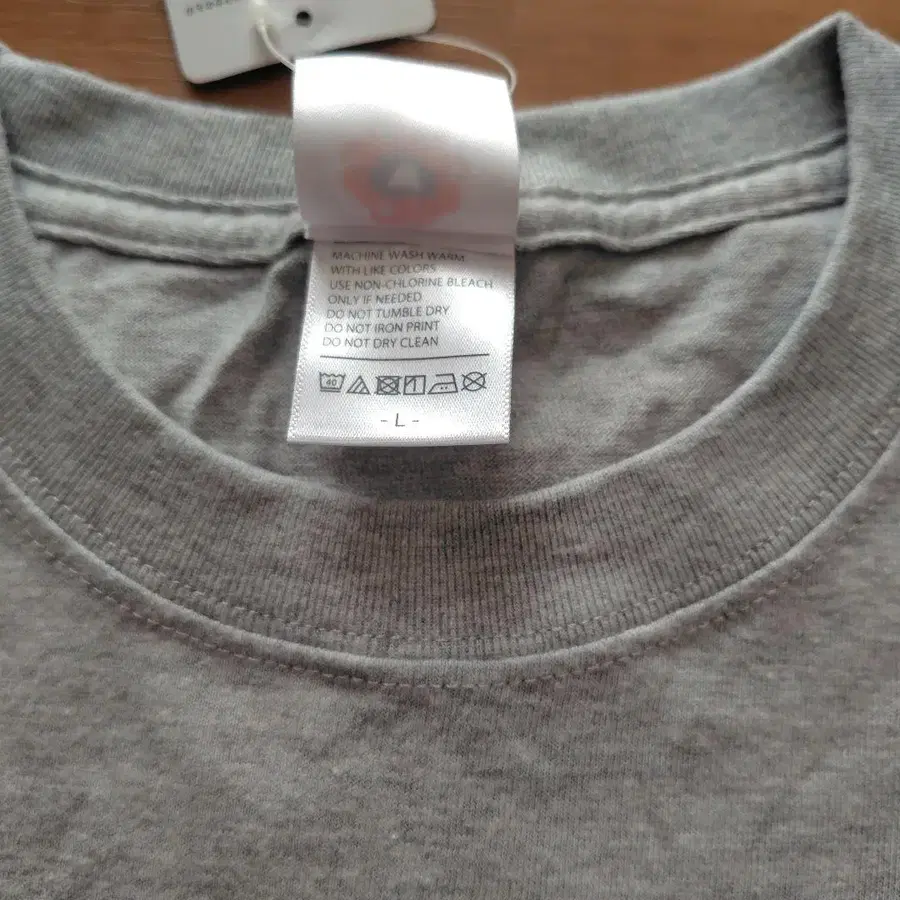 MACHINE WASH WARM
WITH LIKE COLORS
USE NON-CHLORINE BLEACH
ONLY IF NEEDED
DO NOT TUMBLE DRY
DO NOT IRON PRINT
DO NOT DRY CLEAN
40
- L -